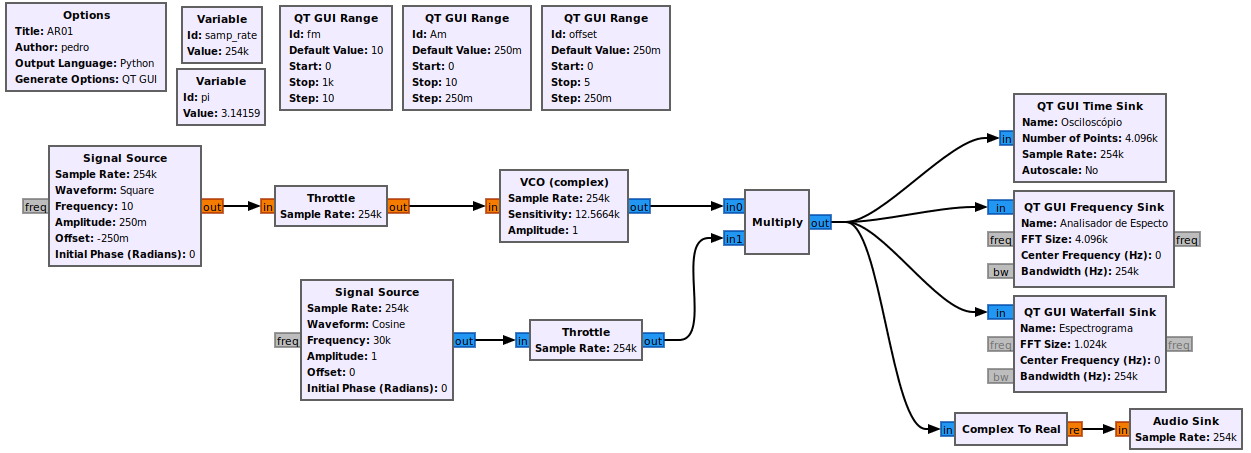 Options
Title: AR01
Author: pedro
Output Language: Python
Generate Options: QT GUI
Variable
Id: samp_rate
Value: 254k
Variable
Id: pi
Value: 3.14159
QT GUI Range
Id: fm
Default Value: 10
Start: 0
Stop: 1k
Step: 10
QT GUI Range
Id: Am
Default Value: 250m
Start: 0
Stop: 10
Step: 250m
QT GUI Range
Id: offset
Default Value: 250m
Start: 0
Stop: 5
Step: 250m
Signal Source
Sample Rate: 254k
Waveform: Square
Frequency: 10
Amplitude: 250m
Offset: -250m
Initial Phase (Radians): 0
freq
out
in
Throttle
Sample Rate: 254k
out
in
VCO (complex)
Sample Rate: 254k
Sensitivity: 12.5664k
Amplitude: 1
out
Signal Source
Sample Rate: 254k
Waveform: Cosine
Frequency: 30k
Amplitude: 1
Offset: 0
Initial Phase (Radians): 0
freq
out
in
Throttle
Sample Rate: 254k
out
in0
in1
Multiply
out
in
QT GUI Time Sink
Name: Osciloscópio
Number of Points: 4.096k
Sample Rate: 254k
Autoscale: No
in
freq
bw
QT GUI Frequency Sink
Name: Analisador de Especto
FFT Size: 4.096k
Center Frequency (Hz): 0
Bandwidth (Hz): 254k
freq
in
freq
bw
QT GUI Waterfall Sink
Name: Espectrograma
FFT Size: 1.024k
Center Frequency (Hz): 0
Bandwidth (Hz): 254k
freq
in
Complex To Real
re
in
Audio Sink
Sample Rate: 254k